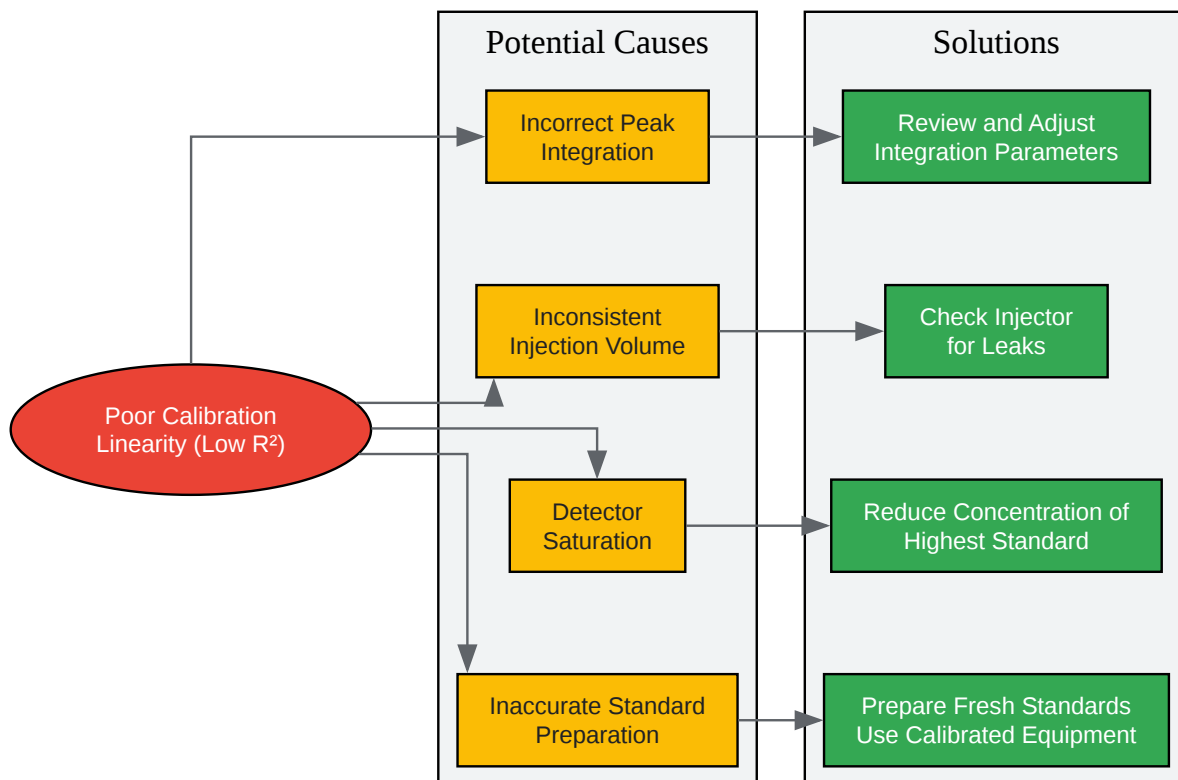 Potential Causes
Solutions
Incorrect Peak
Integration
Review and Adjust
Integration Parameters
Inconsistent
Injection Volume
Check Injector
for Leaks
Poor Calibration
Linearity (Low R²)
Detector
Saturation
Reduce Concentration of
Highest Standard
Inaccurate Standard
Preparation
Prepare Fresh Standards
Use Calibrated Equipment